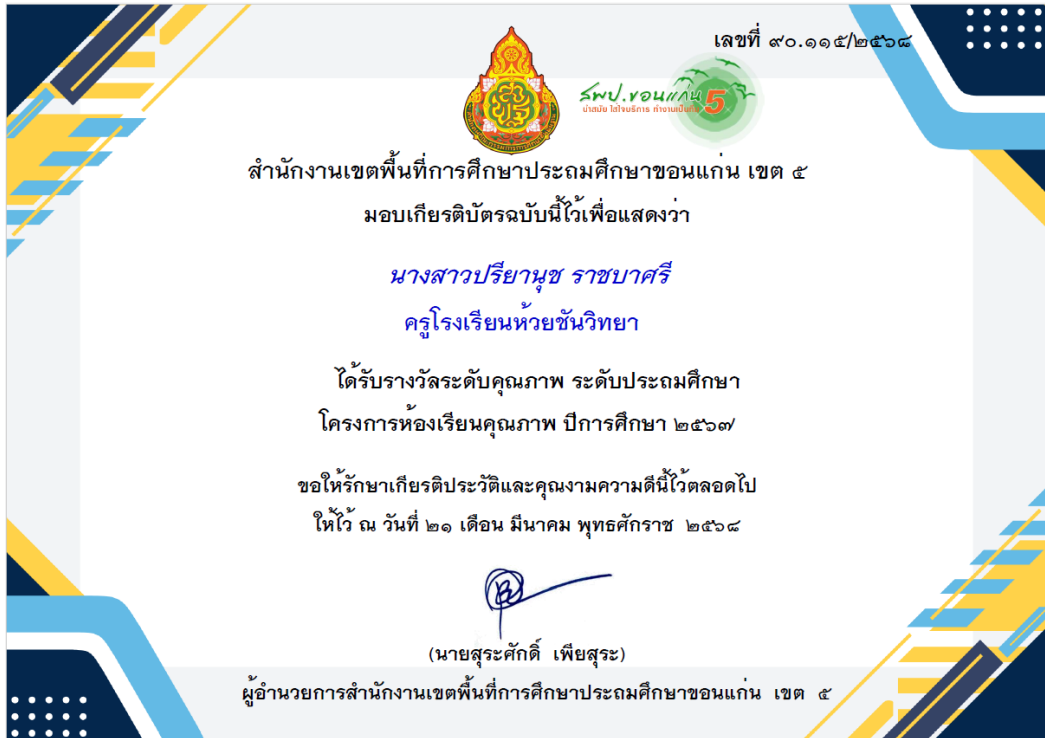 เลขที่ ๙๐.๑๑๕/๒๕๖๘
สพป.ขอนแก่น 5
น่าสมัย ใส่ใจบริการ
สำนักงานเขตพื้นที่การศึกษาประถมศึกษาขอนแก่น เขต ๕
มอบเกียรติบัตรฉบับนี้ไว้เพื่อแสดงว่า
นางสาวปรียานุช ราชบาศรี
ครูโรงเรียนห้วยชันวิทยา
ได้รับรางวัลระดับคุณภาพ ระดับประถมศึกษา
โครงการห้องเรียนคุณภาพ ปีการศึกษา ๒๕๖๗
ขอให้รักษาเกียรติประวัติและคุณงามความดีนี้ไว้ตลอดไป
ให้ไว้ ณ วันที่ ๒๑ เดือน มีนาคม พุทธศักราช ๒๕๖๘
(นายสุระศักดิ์ เพียสุระ)
ผู้อำนวยการสำนักงานเขตพื้นที่การศึกษาประถมศึกษาขอนแก่น เขต ๕